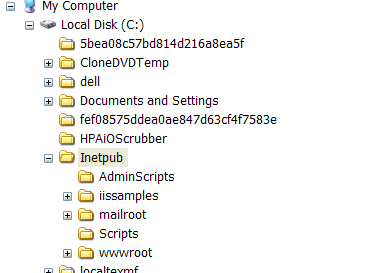 My Computer
Local Disk (C:)
5bea08c57bd814d216a8ea5f
CloneDVDTemp
dell
Documents and Settings
fef08575ddea0ae847d63cf4f7583e
HPAiOScrubber
Inetpub
AdminScripts
iissamples
mailroot
Scripts
wwwroot
localtexmf